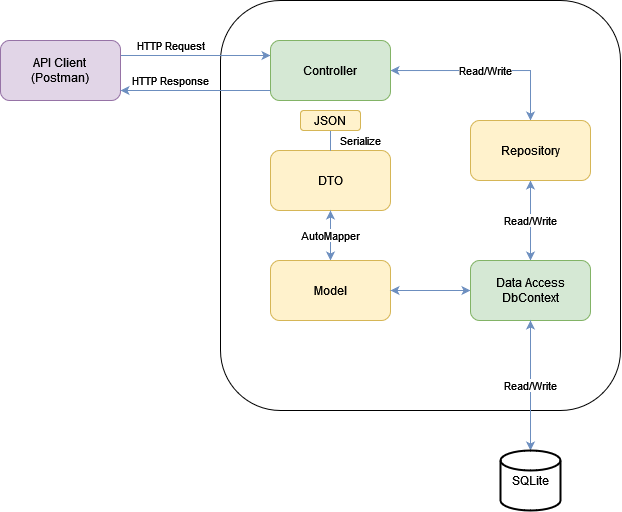 HTTP Request
API Client
(Postman)
Controller
Read/Write
HTTP Response
JSON
Serialize
Repository
DTO
Read/Write
AutoMapper
Model
Data Access
DbContext
Read/Write
SQLite